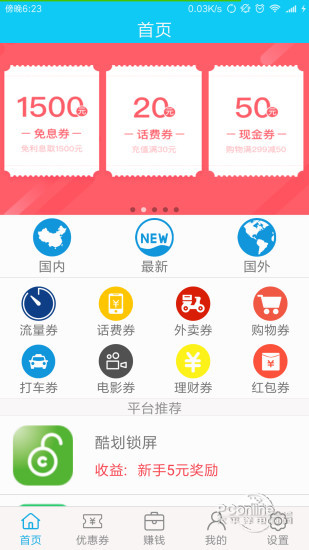 傍晚6:23 0.03K/s
首页
1500元 20元 50元
免息券 话费券 现金券
免利息款1500元 充值满30元 购物满299减50
NEW
国内 最新 国外
流量券 话费券 外卖券 购物券
打车券 电影券 理财券 红包券
平台推荐
酷划锁屏
收益：新手5元奖励
PConline
首页 优惠券 赚钱 我的 设置